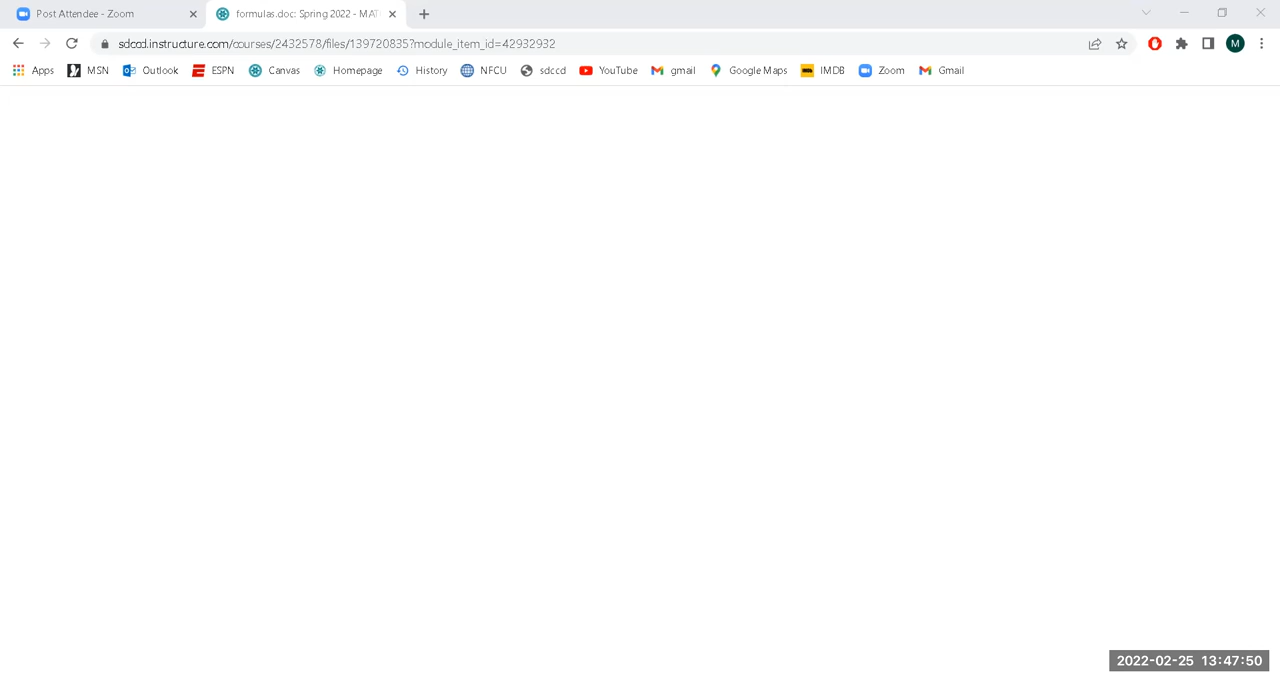 Post Attendee - Zoom
formulas.doc: Spring 2022 - MAT
sdccd.instructure.com/courses/2432578/files/139720835?module_item_id=42932932
M
Apps MSN Outlook ESPN Canvas Homepage History NFCU sdccd YouTube gmail Google Maps IMDB Zoom Gmail
2022-02-25 13:47:50